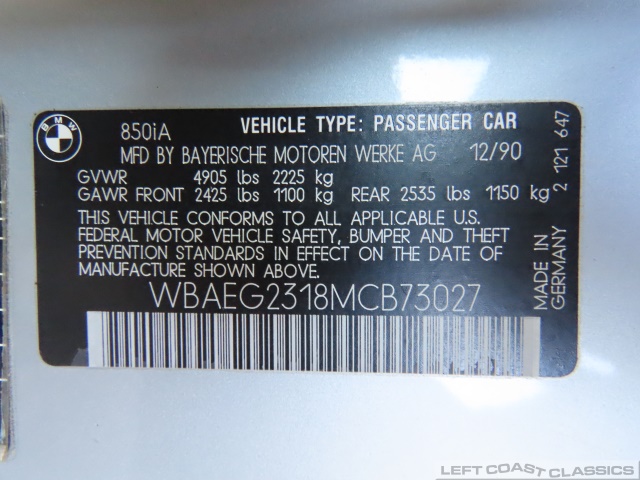 BMW
850iA VEHICLE TYPE: PASSENGER CAR
MFD BY BAYERISCHE MOTOREN WERKE AG 12/90
GVWR 4905 lbs 2225 kg
GAWR FRONT 2425 lbs 1100 kg REAR 2535 lbs 1150 kg
THIS VEHICLE CONFORMS TO ALL APPLICABLE U.S.
FEDERAL MOTOR VEHICLE SAFETY, BUMPER AND THEFT
PREVENTION STANDARDS IN EFFECT ON THE DATE OF
MANUFACTURE SHOWN ABOVE.
WBAEG2318MCB73027
MADE IN
GERMANY
2 121 647
LEFT COAST CLASSICS